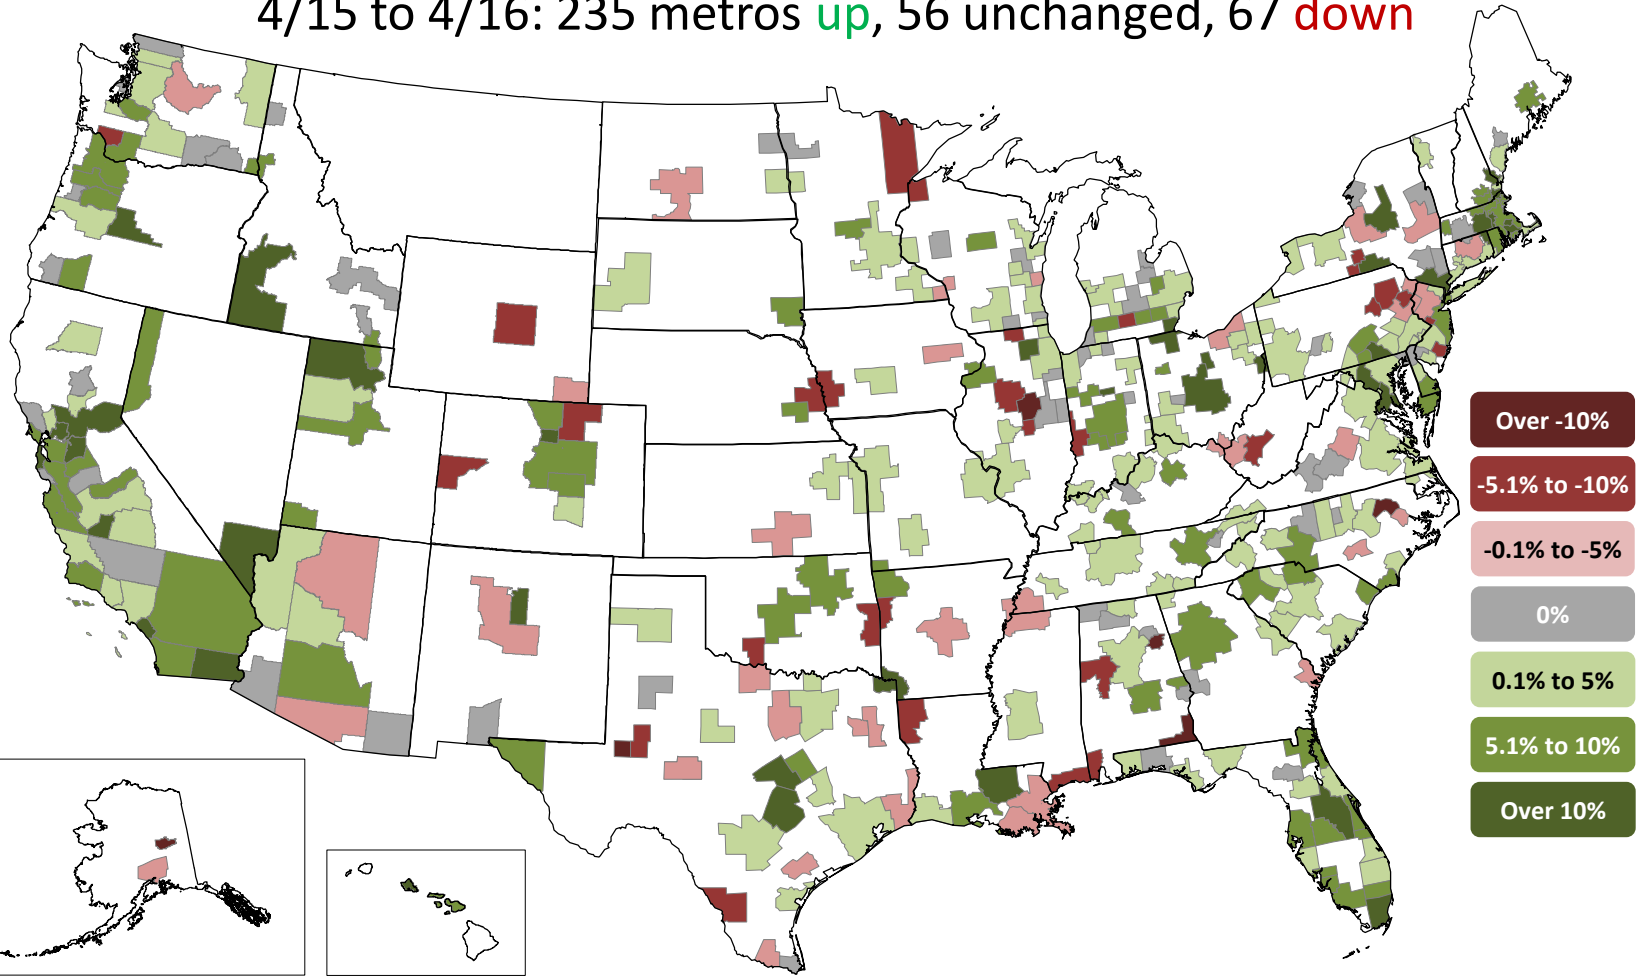 4/15 to 4/16: 235 metros up, 56 unchanged, 67 down
Over -10%
-5.1% to -10%
-0.1% to -5%
0%
0.1% to 5%
5.1% to 10%
Over 10%